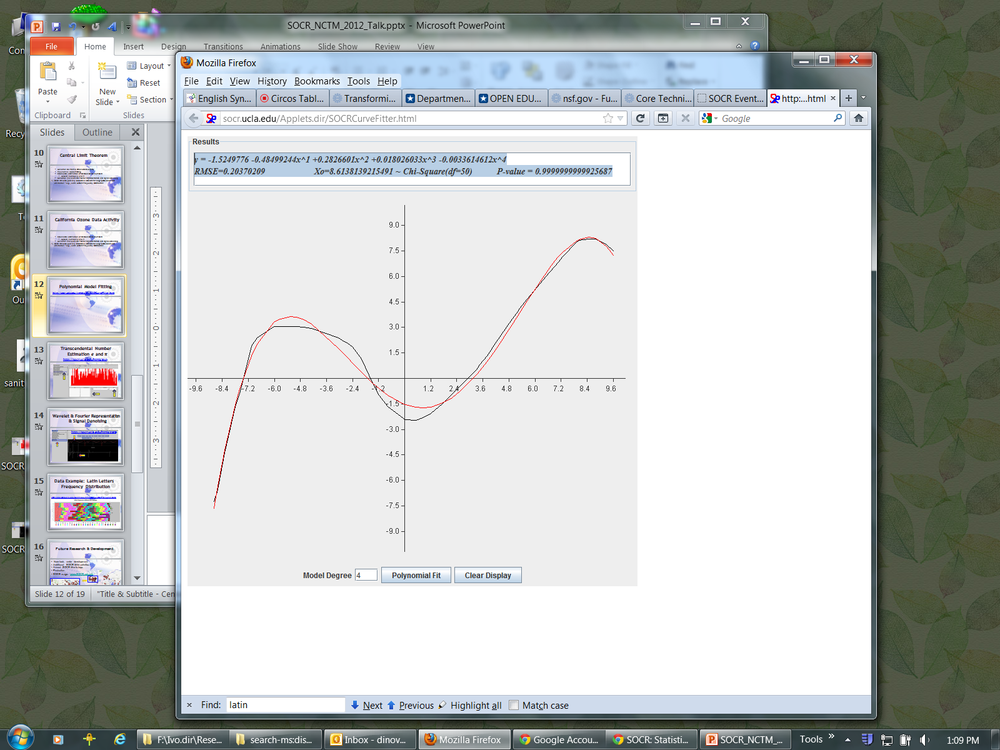 SOCR_NCTM_2012_Talk.pptx - Microsoft PowerPoint
File Home Insert Design Transitions Animations Slide Show Review View
Paste
Clipboard
New
Slide
Layout
Reset
Section
Slides
Slides Outline
10 Central Limit Theorem
11 California Ozone Data Activity
12 Polynomial Model Fitting
13 Transcendental Number
Estimation e and π
14 Wavelet & Fourier Representation
& Signal Denoising
15 Data Example: Latin Letters
Frequency Distribution
16 Future Research & Development
3
2
1
0
1
2
3
Slide 12 of 19 "Title & Subtitle - Cen
Con
Recy
Ou
sanit
SOCR
SOCR
Mozilla Firefox
File Edit View History Bookmarks Tools Help
English Syn... Circos Tabl... Transformi... Departmen... OPEN EDU... nsf.gov - Fu... Core Techni... SOCR Event... http:...html
socr.ucla.edu/Applets.dir/SOCRCurveFitter.html Google
Results
y = -1.5249776 -0.48499244x^1 +0.2826601x^2 +0.018026033x^3 -0.0033614612x^4
RMSE=0.20370209 Xo=8.6138139215491 ~ Chi-Square(df=50) P-value = 0.9999999999925687
9.0
7.5
6.0
4.5
3.0
1.5
-9.6 -8.4 -7.2 -6.0 -4.8 -3.6 -2.4 -1.2 1.2 2.4 3.6 4.8 6.0 7.2 8.4 9.6
-1.5
-3.0
-4.5
-6.0
-7.5
-9.0
Model Degree 4 Polynomial Fit Clear Display
Find: latin Next Previous Highlight all Match case
F:\Ivo.dir\Rese... search-ms:dis... Inbox - dinov... Mozilla Firefox Google Accou... SOCR: Statisti... SOCR_NCTM_... Tools 1:09 PM